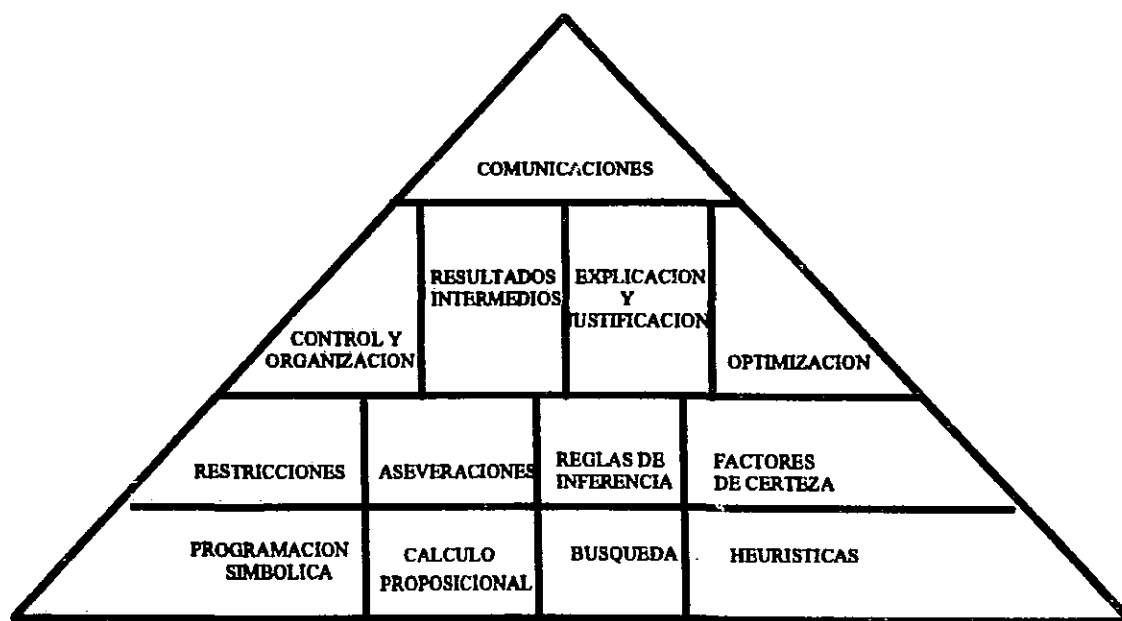 COMUNICACIONES
RESULTADOS
INTERMEDIOS
EXPLICACION
Y
JUSTIFICACION
CONTROL Y
ORGANIZACION
OPTIMIZACION
RESTRICCIONES
ASEVERACIONES
REGLAS DE
INFERENCIA
FACTORES
DE CERTEZA
PROGRAMACION
SIMBOLICA
CALCULO
PROPOSICIONAL
BUSQUEDA
HEURISTICAS